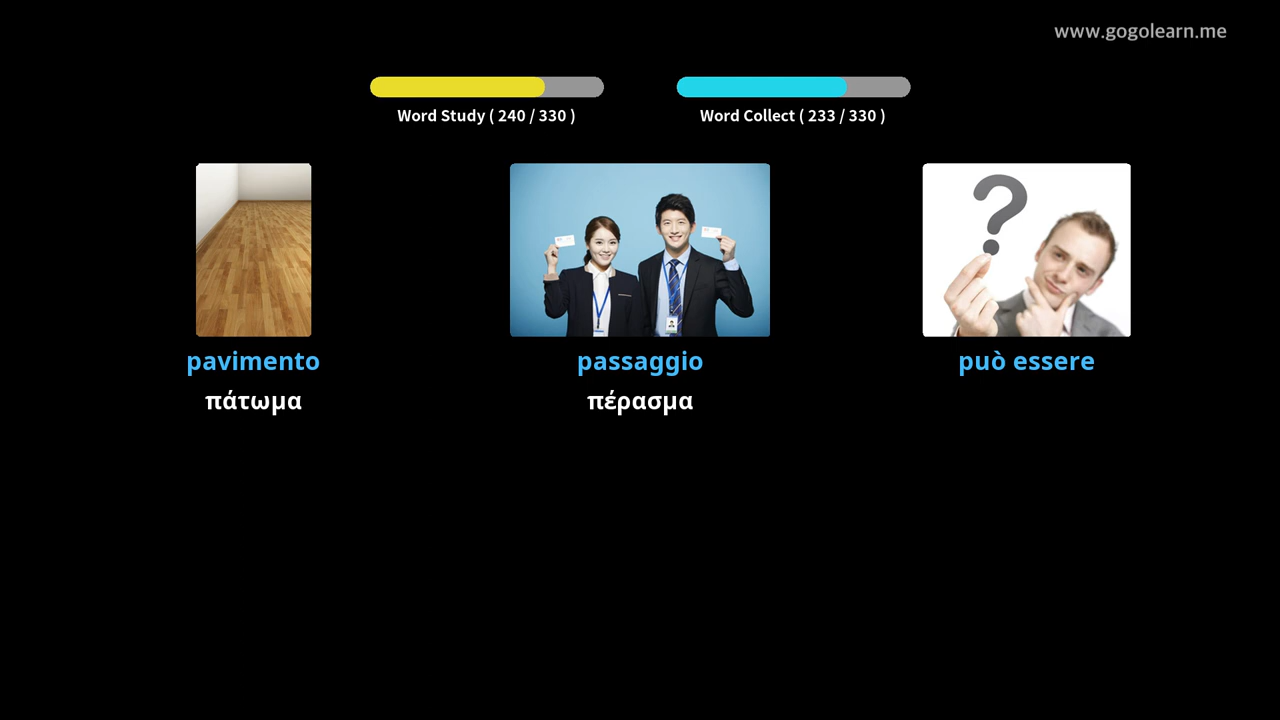 www.gogolearn.me
Word Study ( 240 / 330 )
Word Collect ( 233 / 330 )
pavimento
πάτωμα
passaggio
πέρασμα
può essere